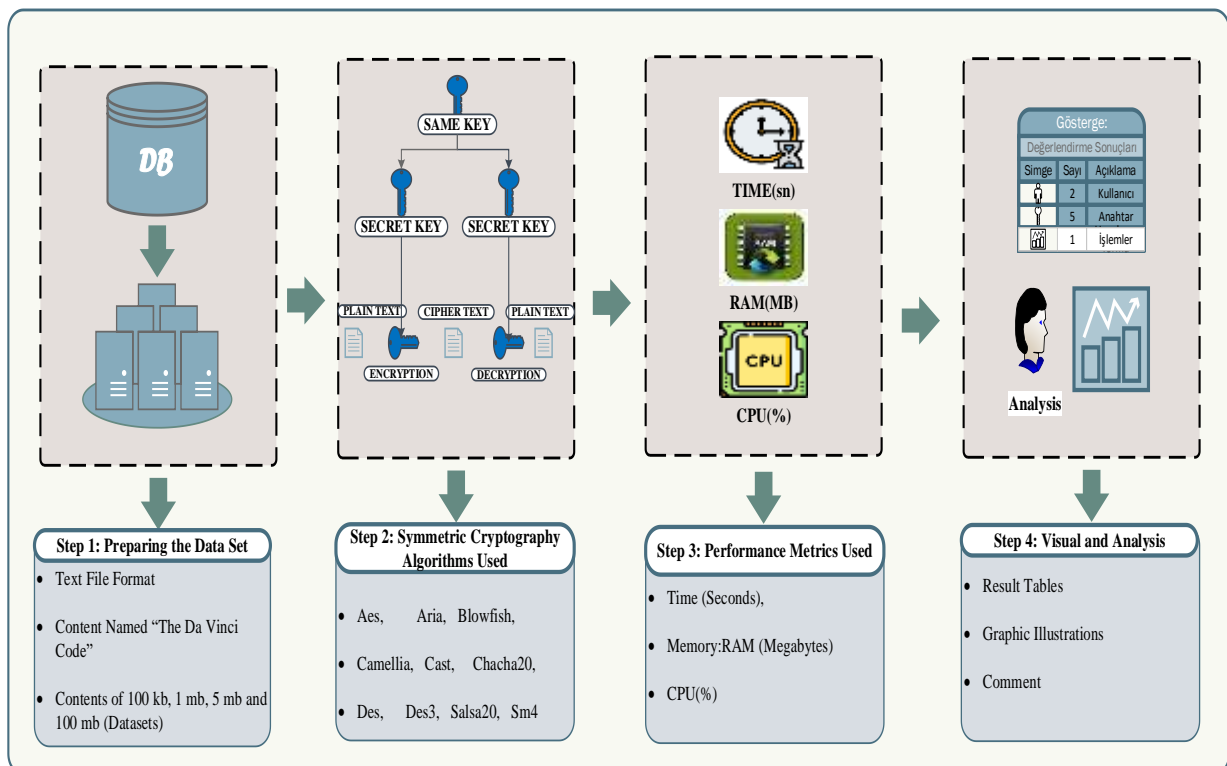 DB
SAME KEY
SECRET KEY
SECRET KEY
PLAIN TEXT
CIPHER TEXT
PLAIN TEXT
ENCRYPTION
DECRYPTION
TIME(sn)
RAM(MB)
CPU
CPU(%)
Gösterge:
Değerlendirme Sonuçları
Simge Sayı Açıklama
2 Kullanıcı
5 Anahtar
1 İşlemler
Analysis
Step 1: Preparing the Data Set
• Text File Format
• Content Named “The Da Vinci
Code”
• Contents of 100 kb, 1 mb, 5 mb and
100 mb (Datasets)
Step 2: Symmetric Cryptography
Algorithms Used
• Aes, Aria, Blowfish,
• Camellia, Cast, Chacha20,
• Des, Des3, Salsa20, Sm4
Step 3: Performance Metrics Used
• Time (Seconds),
• Memory:RAM (Megabytes)
• CPU(%)
Step 4: Visual and Analysis
• Result Tables
• Graphic Illustrations
• Comment